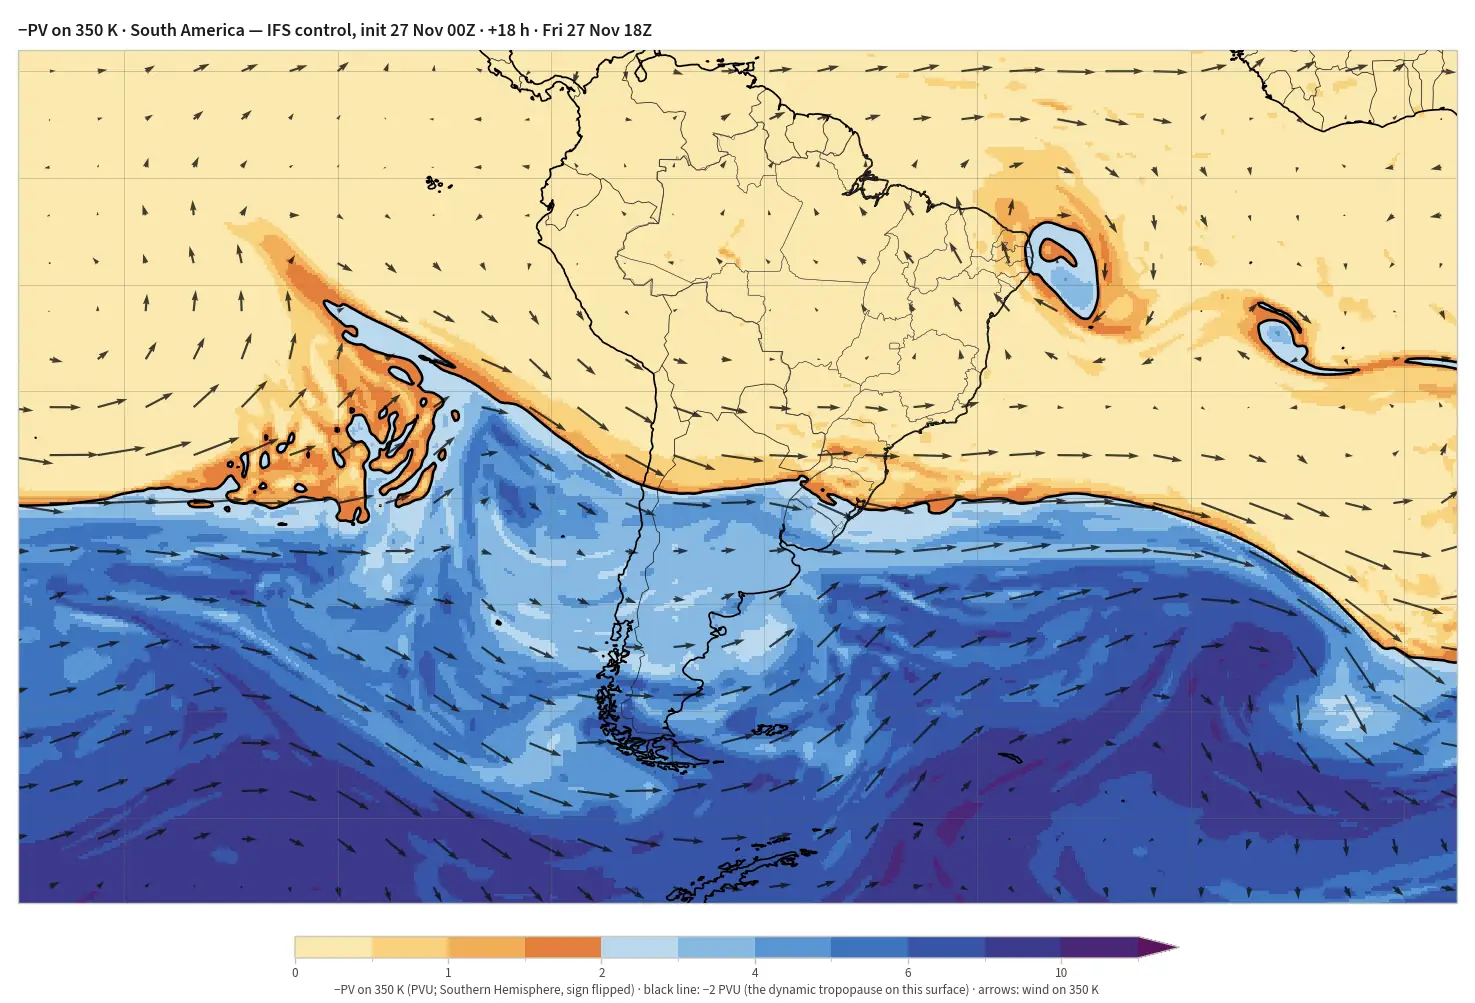 −PV on 350 K · South America — IFS control, init 27 Nov 00Z · +18 h · Fri 27 Nov 18Z
0 1 2 4 6 10
−PV on 350 K (PVU; Southern Hemisphere, sign flipped) · black line: −2 PVU (the dynamic tropopause on this surface) · arrows: wind on 350 K